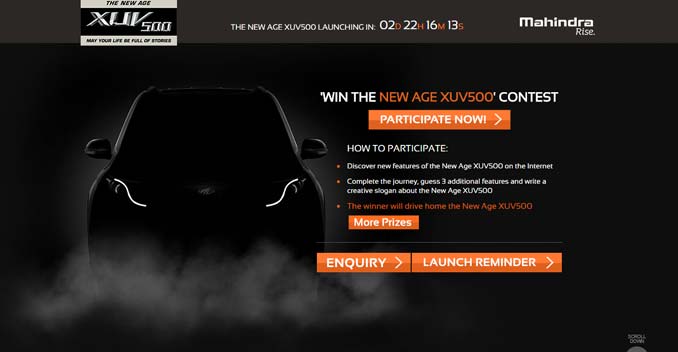 THE NEW AGE
XUV500
MAY YOUR LIFE BE FULL OF STORIES
THE NEW AGE XUV500 LAUNCHING IN: 02D 22H 16M 13S
Mahindra
Rise.
'WIN THE NEW AGE XUV500' CONTEST
PARTICIPATE NOW!
HOW TO PARTICIPATE:
Discover new features of the New Age XUV500 on the Internet
Complete the journey, guess 3 additional features and write a
creative slogan about the New Age XUV500
The winner will drive home the New Age XUV500
More Prizes
ENQUIRY
LAUNCH REMINDER
SCROLL
DOWN